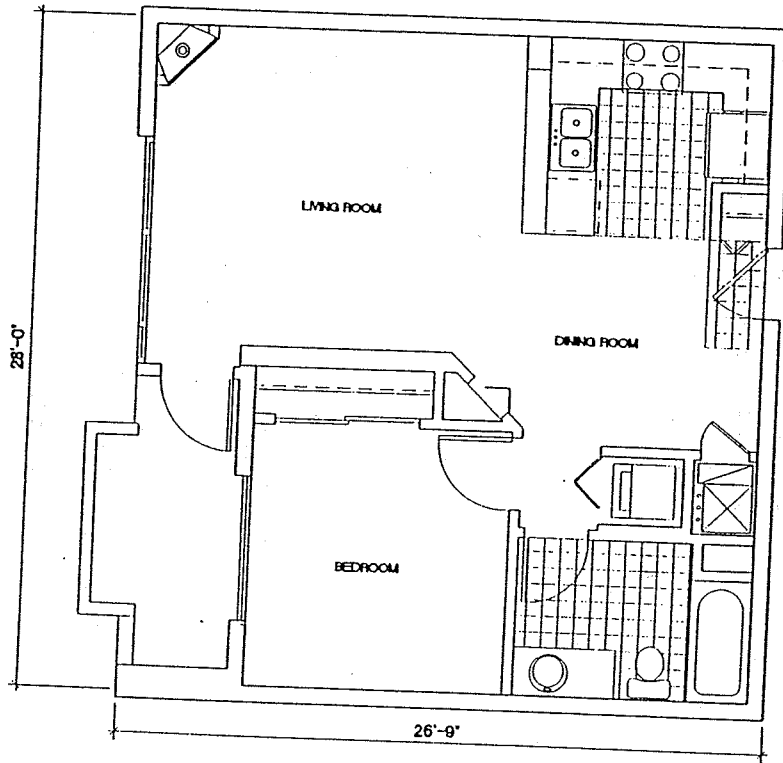 LIVING ROOM
28'-0"
DINING ROOM
BEDROOM
26'-9"